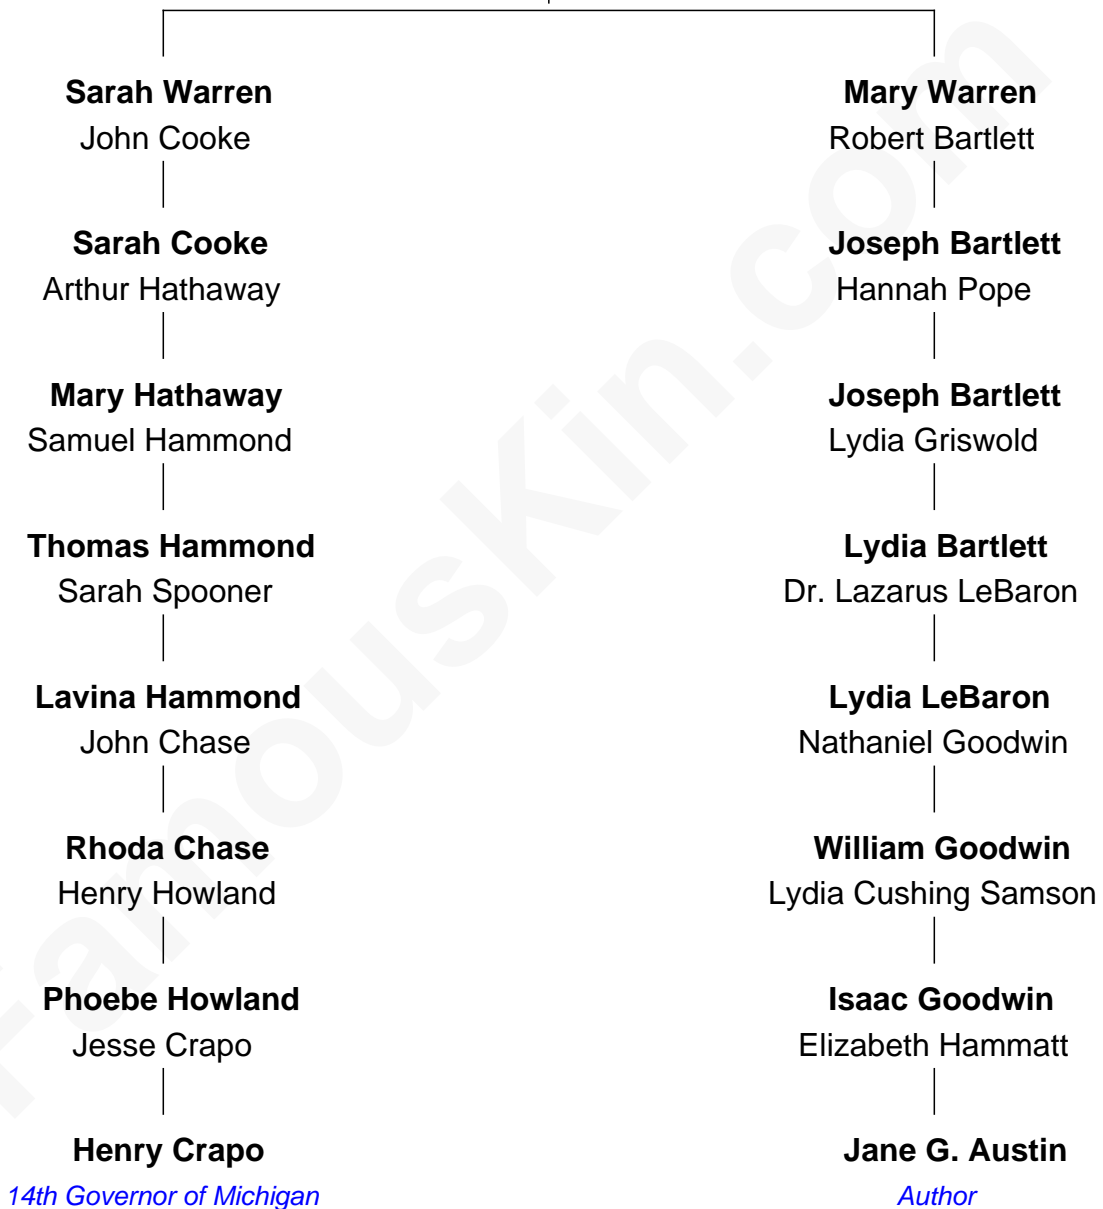 Sarah Warren
John Cooke
Sarah Cooke
Arthur Hathaway
Mary Hathaway
Samuel Hammond
Thomas Hammond
Sarah Spooner
Lavina Hammond
John Chase
Rhoda Chase
Henry Howland
Phoebe Howland
Jesse Crapo
Henry Crapo
14th Governor of Michigan
Mary Warren
Robert Bartlett
Joseph Bartlett
Hannah Pope
Joseph Bartlett
Lydia Griswold
Lydia Bartlett
Dr. Lazarus LeBaron
Lydia LeBaron
Nathaniel Goodwin
William Goodwin
Lydia Cushing Samson
Isaac Goodwin
Elizabeth Hammatt
Jane G. Austin
Author
FamousKin.com